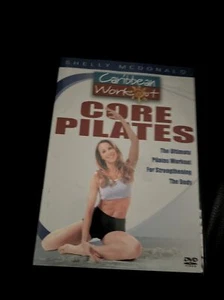 SHELLY MCDONALD
Caribbean
Workout
CORE
PILATES
The Ultimate
Pilates Workout
For Strengthening
The Body
DVD